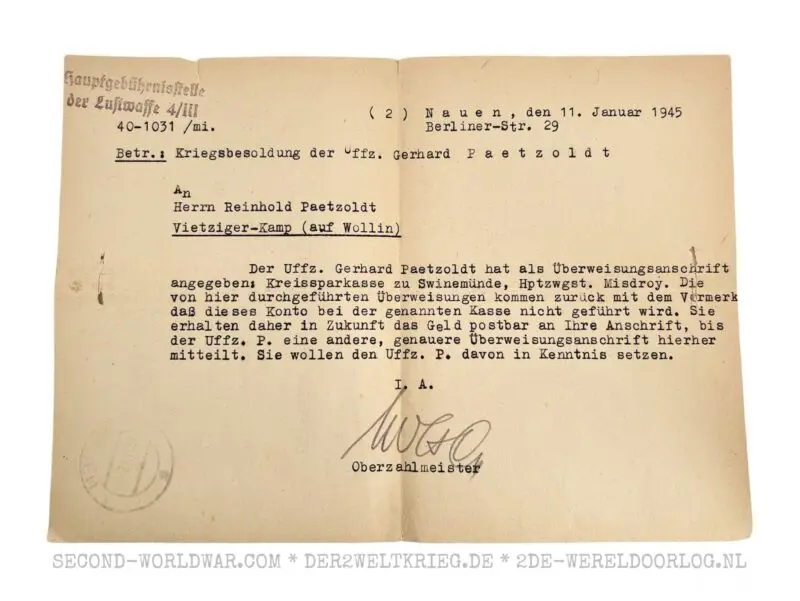 Hauptgebührnisstelle
der Luftwaffe 4/III
40-1031 /mi.
( 2 ) Nauen, den 11. Januar 1945
Berliner-Str. 29
Betr.: Kriegsbesoldung der Uffz. Gerhard Paetzoldt
An
Herrn Reinhold Paetzoldt
Vietziger-Kamp (auf Wollin)
Der Uffz. Gerhard Paetzoldt hat als Überweisungsanschrift
angegeben: Kreissparkasse zu Swinemünde, Hptzwgst. Misdroy. Die
von hier durchgeführten Überweisungen kommen zurück mit dem Vermerk
daß dieses Konto bei der genannten Kasse nicht geführt wird. Sie
erhalten daher in Zukunft das Geld postbar an Ihre Anschrift, bis
der Uffz. P. eine andere, genauere Überweisungsanschrift hierher
mitteilt. Sie wollen den Uffz. P. davon in Kenntnis setzen.
I. A.
Oberzahlmeister
SECOND-WORLDWAR.COM * DER2WELTKRIEG.DE * 2DE-WERELDOORLOG.NL